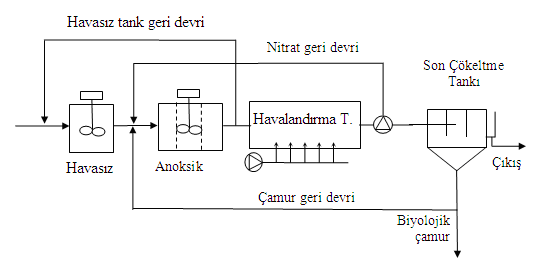 Havasız tank geri devri
Nitrat geri devri
Son Çökeltme
Tankı
Havalandırma T.
Havasız
Anoksik
Çıkış
Çamur geri devri
Biyolojik
çamur